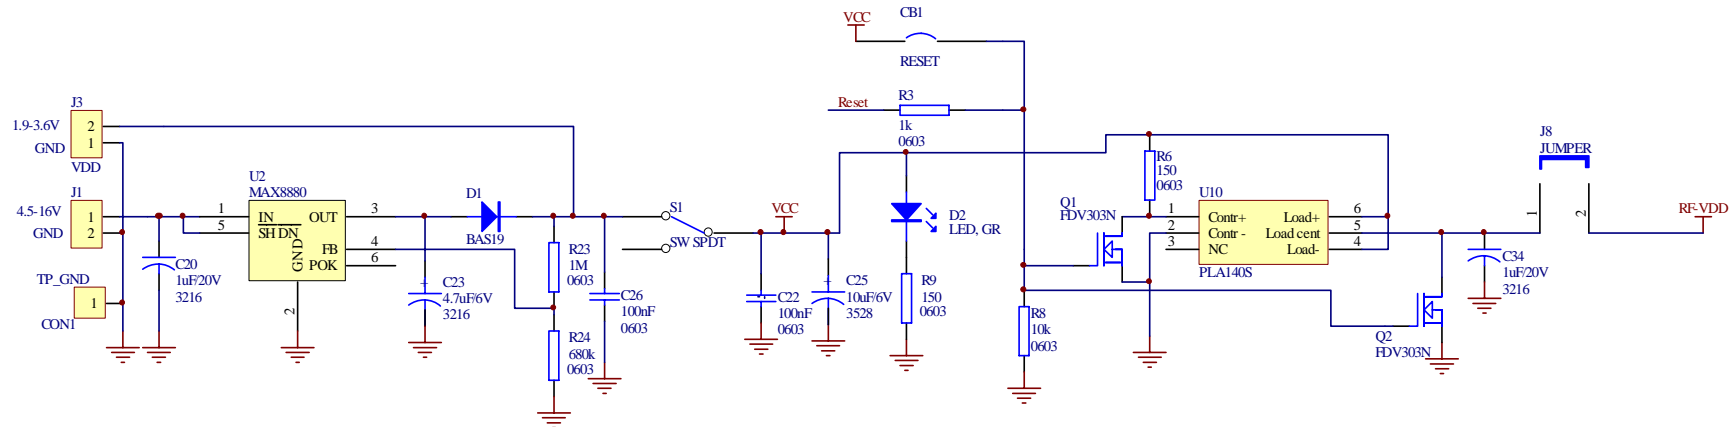 J3
1.9-3.6V
2
GND
1
VDD
J1
4.5-16V
1
GND
2
TP_GND
1
CON1
C20
1uF/20V
3216
U2
MAX8880
1
IN
OUT
3
5
SHDN
FB
4
GND
POK
6
2
D1
BAS19
C23
4.7uF/6V
3216
R23
1M
0603
R24
680k
0603
C26
100nF
0603
S1
SW SPDT
VCC
C22
100nF
0603
C25
10uF/6V
3528
VCC
CB1
RESET
Reset
R3
1k
0603
D2
LED, GR
R9
150
0603
R8
10k
0603
Q1
FDV303N
R6
150
0603
U10
1
Contr+
Load+
6
2
Contr -
Load cent
5
3
NC
Load-
4
PLA140S
Q2
FDV303N
C34
1uF/20V
3216
J8
JUMPER
1
2
RF-VDD